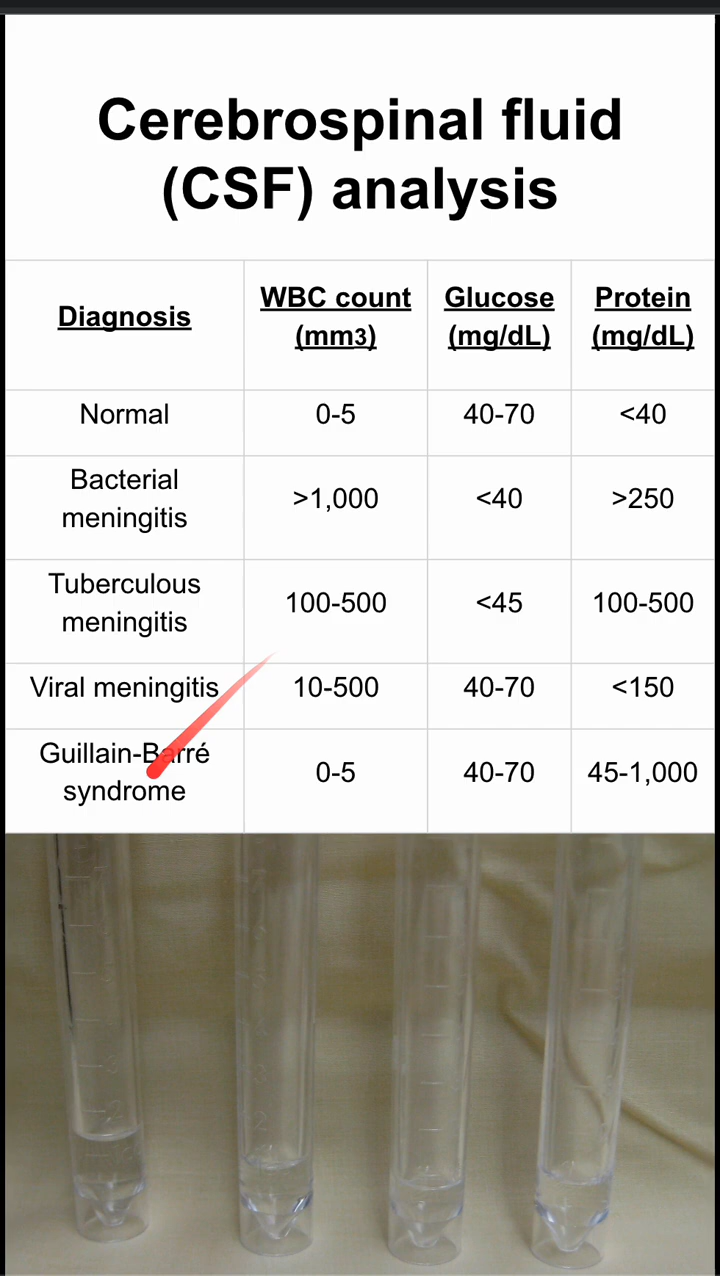 Cerebrospinal fluid
(CSF) analysis
Diagnosis WBC count (mm3) Glucose (mg/dL) Protein (mg/dL)
Normal 0-5 40-70 <40
Bacterial meningitis >1,000 <40 >250
Tuberculous meningitis 100-500 <45 100-500
Viral meningitis 10-500 40-70 <150
Guillain-Barré syndrome 0-5 40-70 45-1,000